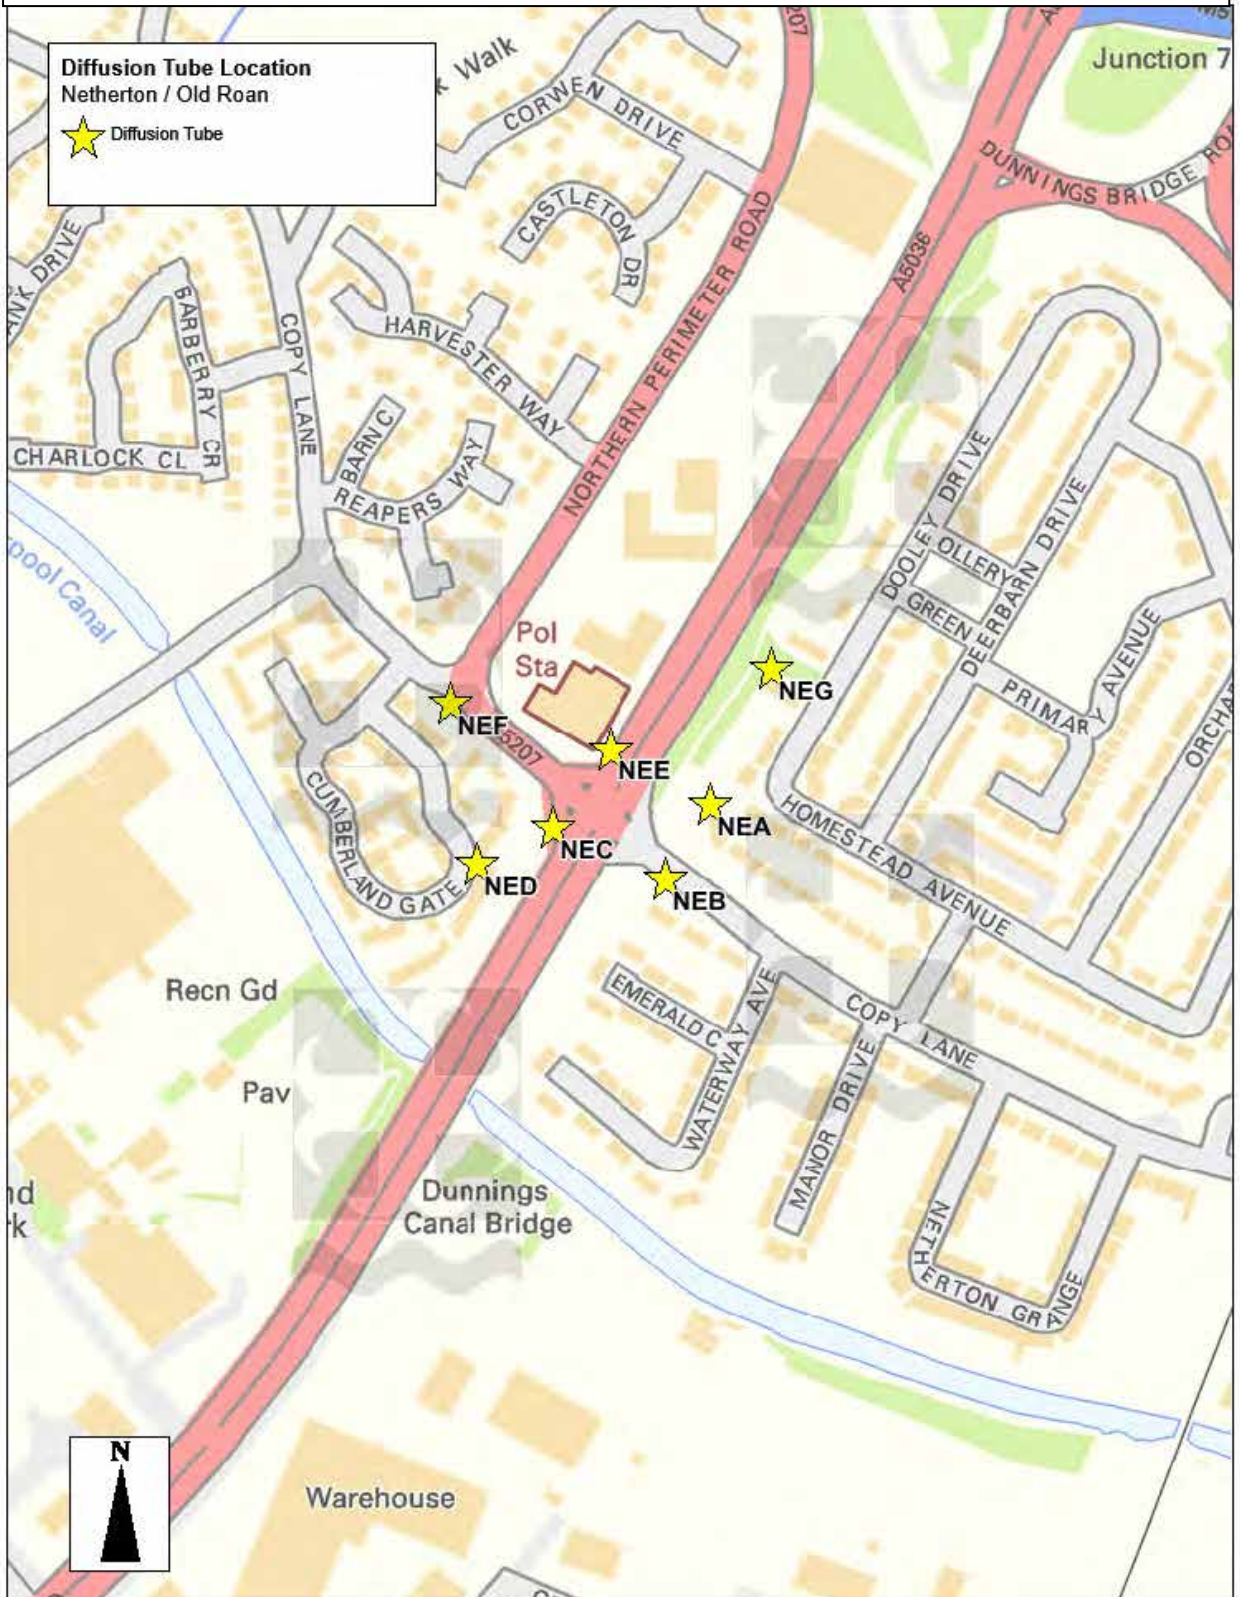 Diffusion Tube Location
Netherton / Old Roan
Diffusion Tube
Walk
Junction 7
CORWEN DRIVE
CASTLETON DR
DUNNINGS BRIDGE
A5036
BARBERRY CR
COPY LANE
HARVESTER WAY
NORTHERN PERIMETER ROAD
CHARLOCK CL
BARN C
REAPERS WAY
DOOLEY DRIVE
OLLERY
GREEN
DEERBARN DRIVE
PRIMARY AVENUE
Canal
Pol
Sta
NEG
NEF
5207
NEE
NEA
HOMESTEAD AVENUE
NEC
CUMBERLAND GATE
NED
NEB
Recn Gd
EMERALD C
WATERWAY AVE
COPY LANE
Pav
MANOR DRIVE
Dunnings
Canal Bridge
NETHERTON GRANGE
N
Warehouse